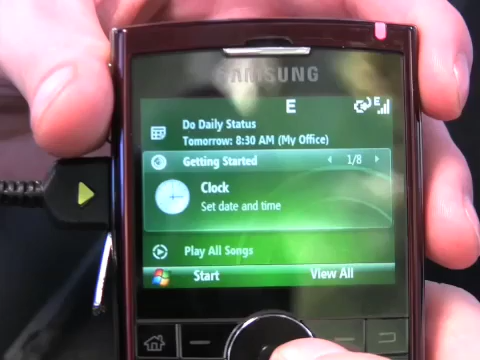 SAMSUNG
E
E
Do Daily Status
Tomorrow: 8:30 AM (My Office)
Getting Started 1/8
Clock
Set date and time
Play All Songs
Start View All